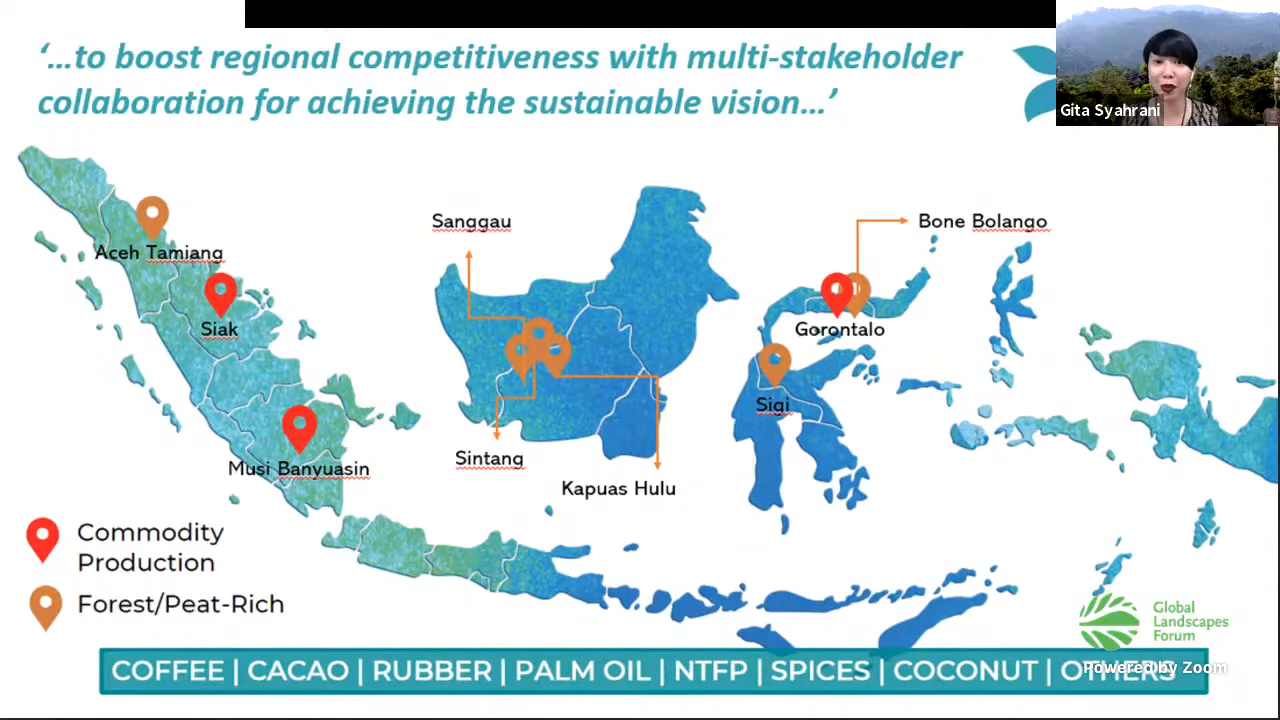 ‘...to boost regional competitiveness with multi-stakeholder
collaboration for achieving the sustainable vision...’
Gita Syahrani
Sanggau
Bone Bolango
Aceh Tamiang
Siak
Gorontalo
Sigi
Musi Banyuasin
Sintang
Kapuas Hulu
Commodity
Production
Forest/Peat-Rich
Global
Landscapes
Forum
COFFEE | CACAO | RUBBER | PALM OIL | NTFP | SPICES | COCONUT | OTHERS
Powered by Zoom